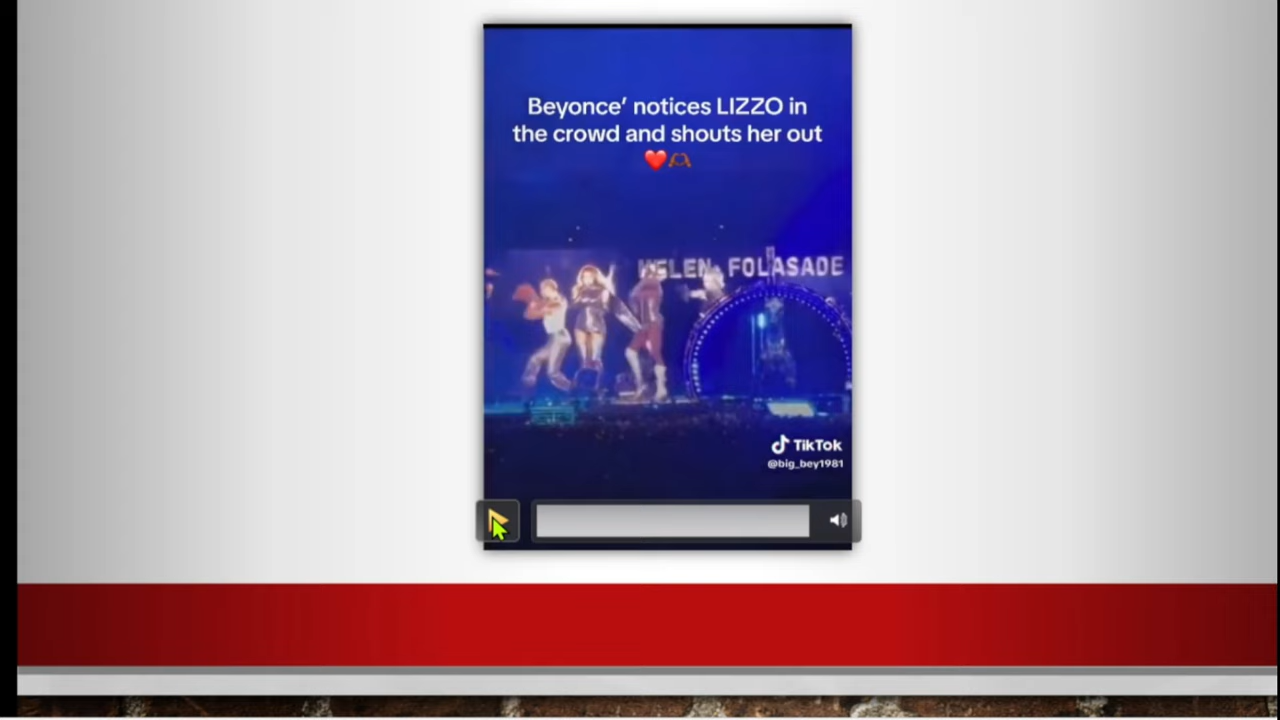 Beyonce’ notices LIZZO in
the crowd and shouts her out
❤️🫶🏾
HELEN FOLASADE
TikTok
@big_bey1981